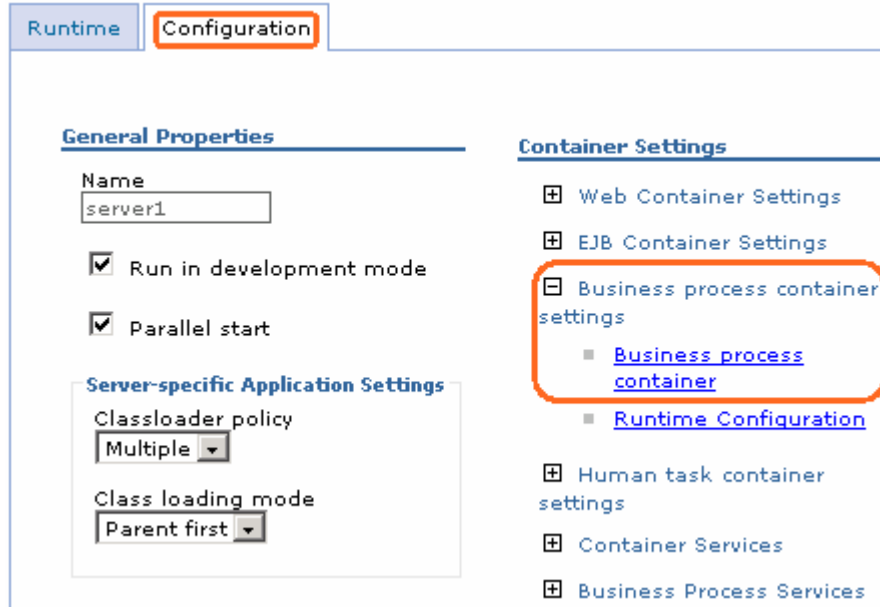 Runtime
Configuration
General Properties
Name
server1
Run in development mode
Parallel start
Server-specific Application Settings
Classloader policy
Multiple
Class loading mode
Parent first
Container Settings
Web Container Settings
EJB Container Settings
Business process container
settings
Business process
container
Runtime Configuration
Human task container
settings
Container Services
Business Process Services